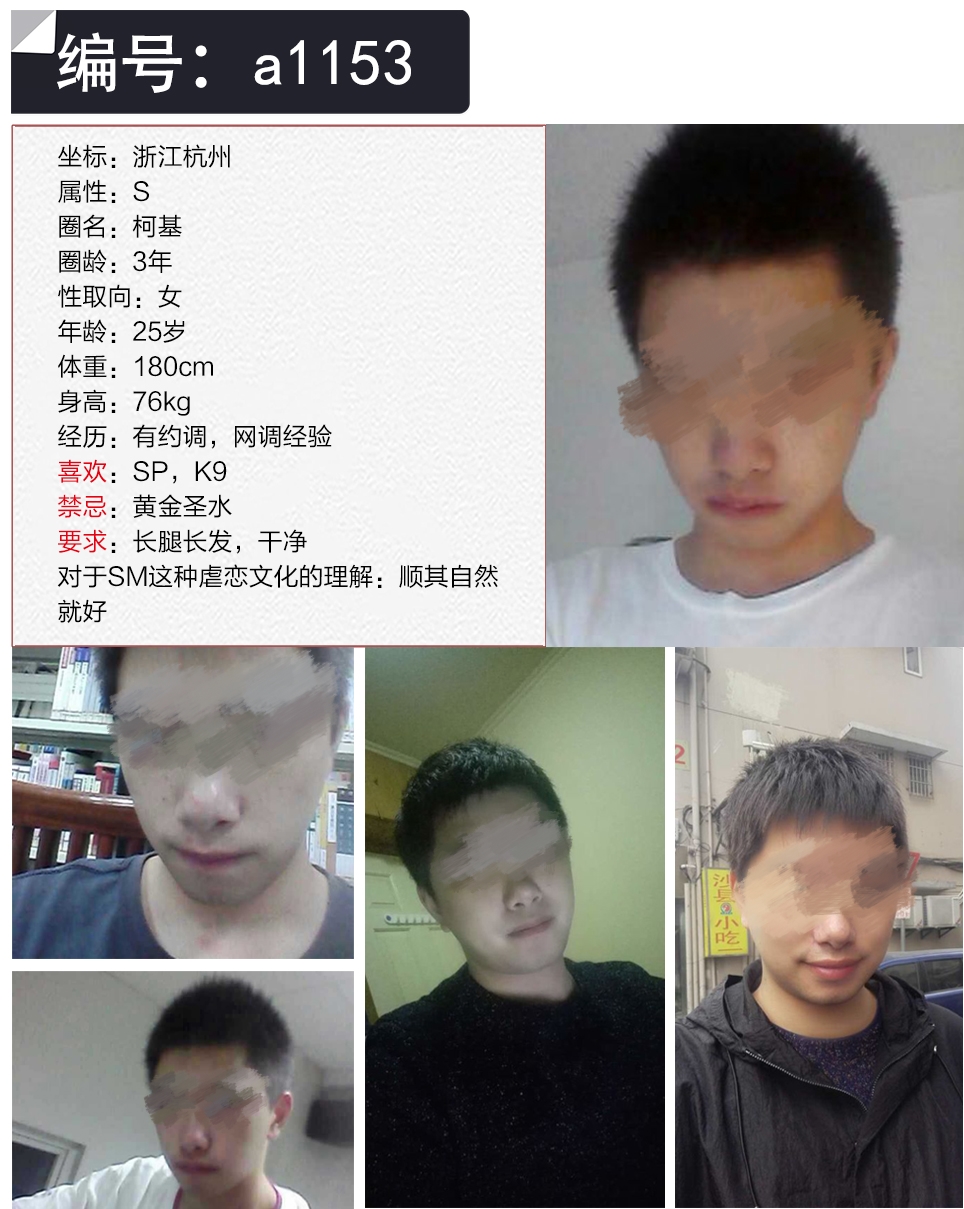 编号：a1153
坐标：浙江杭州
属性：S
圈名：柯基
圈龄：3年
性取向：女
年龄：25岁
体重：180cm
身高：76kg
经历：有约调，网调经验
喜欢：SP，K9
禁忌：黄金圣水
要求：长腿长发，干净
对于SM这种虐恋文化的理解：顺其自然
就好
2
沙县小吃